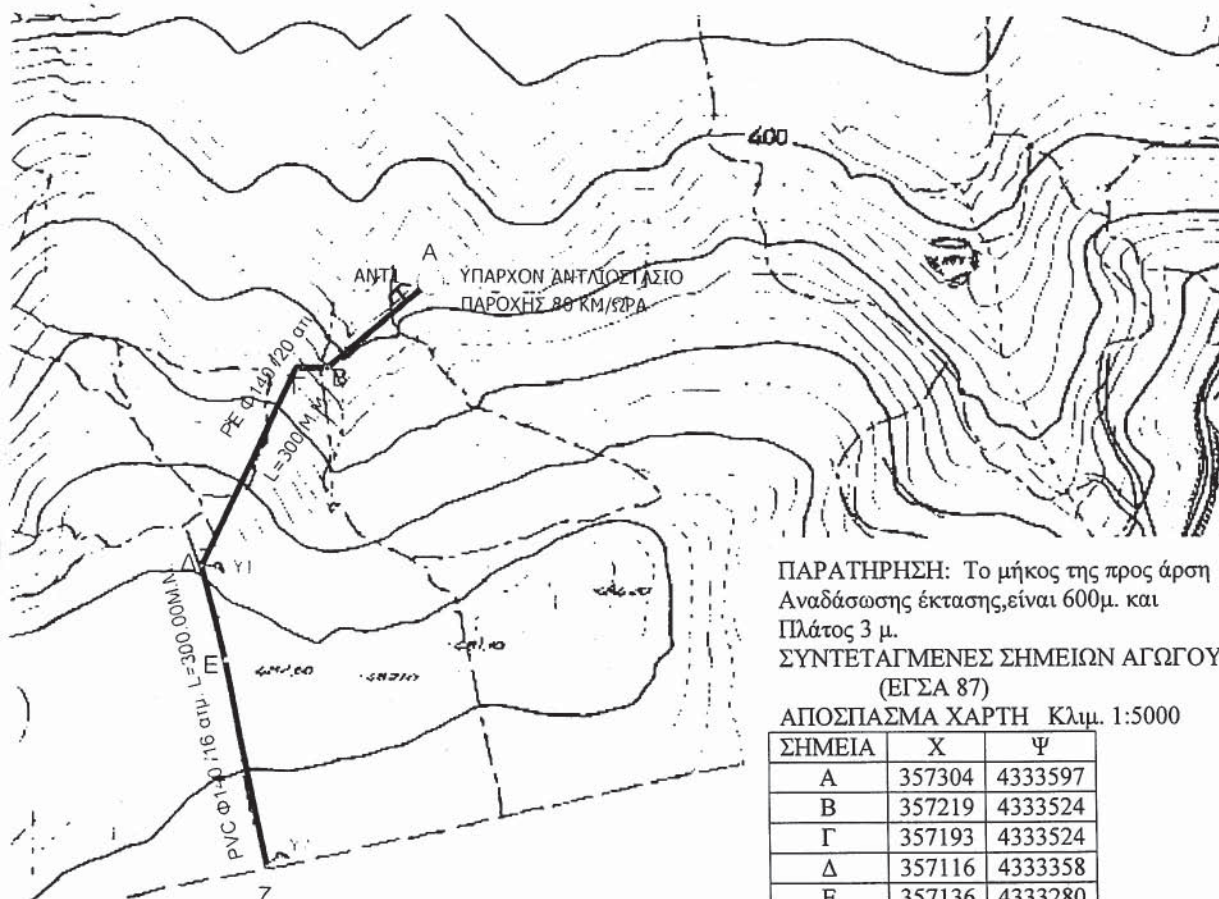 400
Α
ΑΝΤΛ
ΥΠΑΡΧΟΝ ΑΝΤΛΙΟΣΤΑΣΙΟ
ΠΑΡΟΧΗΣ 80 ΚΜ/ΩΡΑ
Β
Γ
PE Φ140 /20 ατμ
L=300 Μ.Μ
Δ
Υ1
Ε
PVC Φ140 /16 ατμ. L=300.00Μ.Μ.
Ζ
ΠΑΡΑΤΗΡΗΣΗ: Το μήκος της προς άρση
Αναδάσωσης έκτασης,είναι 600μ. και
Πλάτος 3 μ.
ΣΥΝΤΕΤΑΓΜΕΝΕΣ ΣΗΜΕΙΩΝ ΑΓΩΓΟΥ
(ΕΓΣΑ 87)
ΑΠΟΣΠΑΣΜΑ ΧΑΡΤΗ Κλιμ. 1:5000
ΣΗΜΕΙΑ Χ Ψ
Α 357304 4333597
Β 357219 4333524
Γ 357193 4333524
Δ 357116 4333358
Ε 357136 4333280